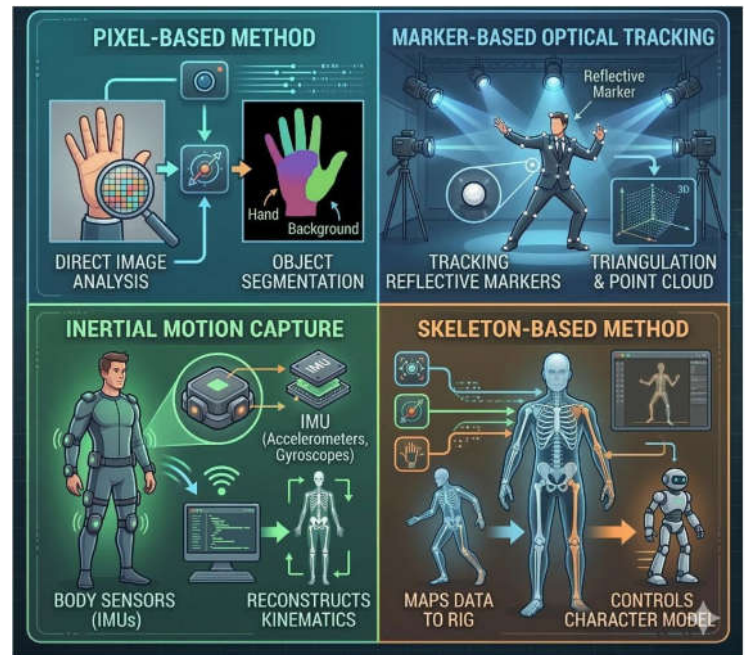 PIXEL-BASED METHOD
Hand
Background
DIRECT IMAGE
ANALYSIS
OBJECT
SEGMENTATION
MARKER-BASED OPTICAL TRACKING
Reflective
Marker
3D
TRACKING
REFLECTIVE MARKERS
TRIANGULATION
& POINT CLOUD
INERTIAL MOTION CAPTURE
IMU
IMU
(Accelerometers,
Gyroscopes)
BODY SENSORS
(IMUs)
RECONSTRUCTS
KINEMATICS
SKELETON-BASED METHOD
MAPS DATA
TO RIG
CONTROLS
CHARACTER MODEL